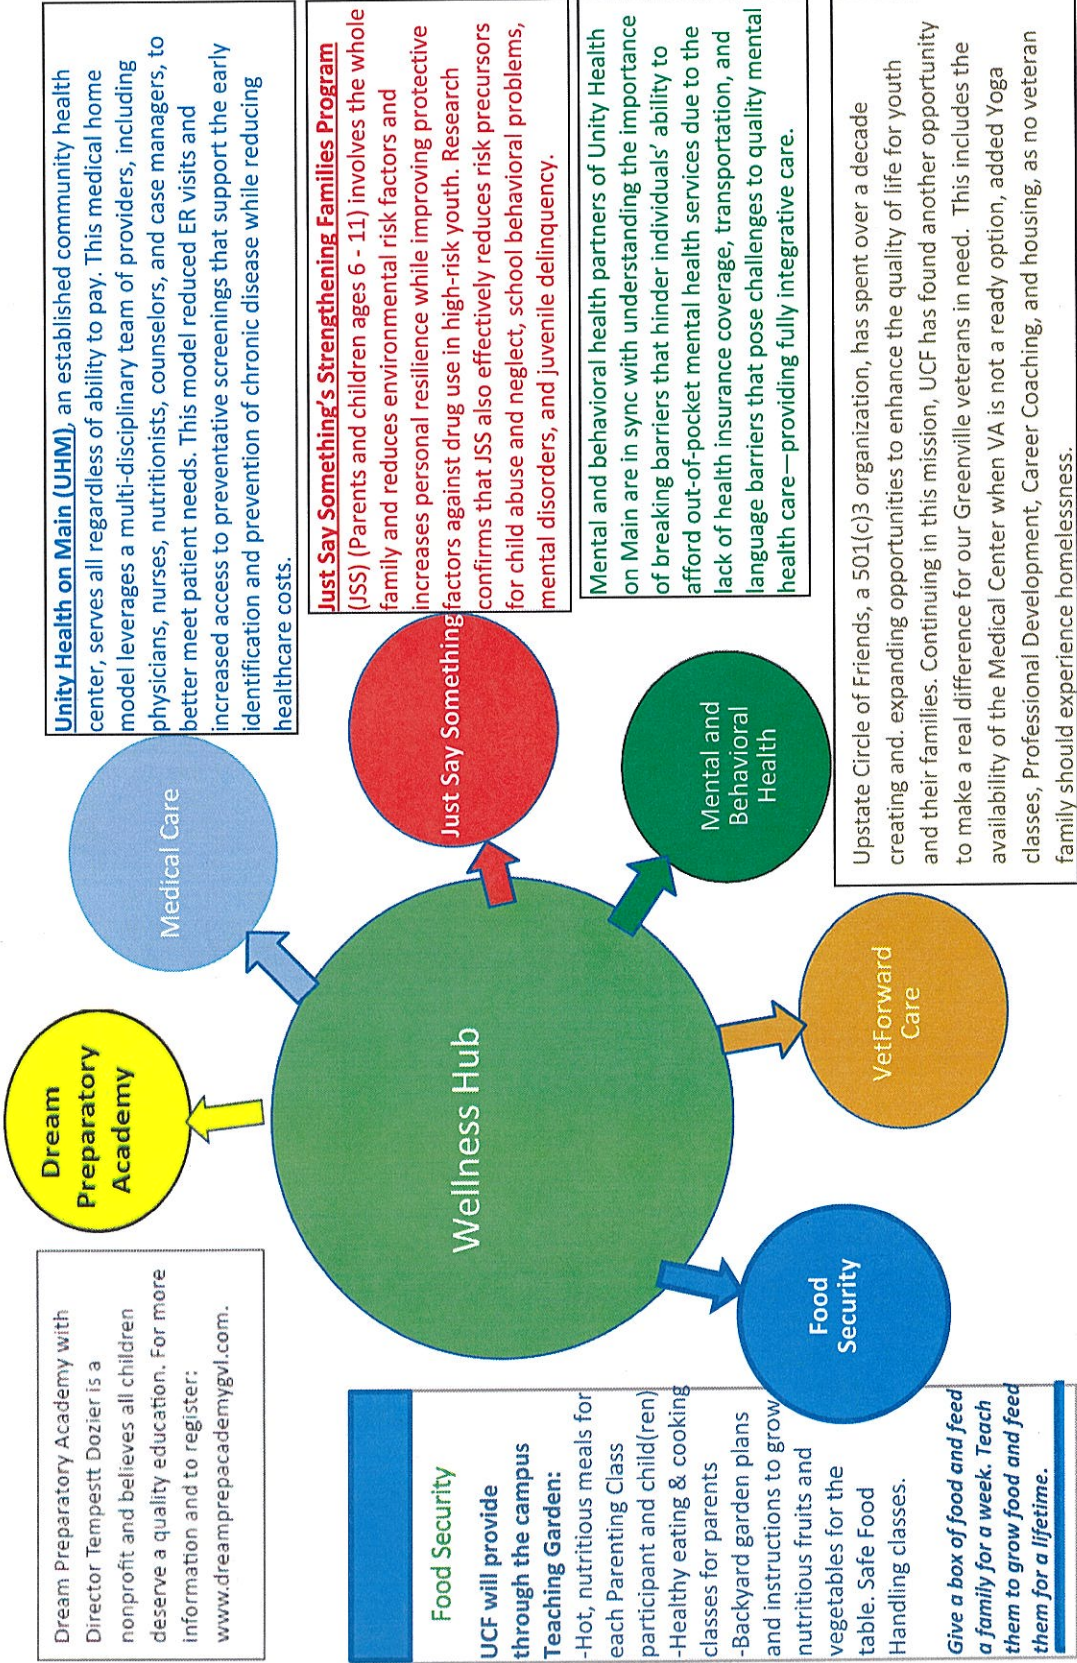 Dream Preparatory Academy with
Director Tempestt Dozier is a
nonprofit and believes all children
deserve a quality education. For more
information and to register:
www.dreamprepacademygvl.com.
Dream
Preparatory
Academy
Medical Care
Unity Health on Main (UHM), an established community health
center, serves all regardless of ability to pay. This medical home
model leverages a multi-disciplinary team of providers, including
physicians, nurses, nutritionists, counselors, and case managers, to
better meet patient needs. This model reduced ER visits and
increased access to preventative screenings that support the early
identification and prevention of chronic disease while reducing
healthcare costs.
Wellness Hub
Just Say Something
Just Say Something's Strengthening Families Program
(JSS) (Parents and children ages 6 - 11) involves the whole
family and reduces environmental risk factors and
increases personal resilience while improving protective
factors against drug use in high-risk youth. Research
confirms that JSS also effectively reduces risk precursors
for child abuse and neglect, school behavioral problems,
mental disorders, and juvenile delinquency.
Mental and
Behavioral
Health
Mental and behavioral health partners of Unity Health
on Main are in sync with understanding the importance
of breaking barriers that hinder individuals' ability to
afford out-of-pocket mental health services due to the
lack of health insurance coverage, transportation, and
language barriers that pose challenges to quality mental
health care—providing fully integrative care.
Food Security
UCF will provide
through the campus
Teaching Garden:
-Hot, nutritious meals for
each Parenting Class
participant and child(ren)
-Healthy eating & cooking
classes for parents
-Backyard garden plans
and instructions to grow
nutritious fruits and
vegetables for the
table. Safe Food
Handling classes.
Give a box of food and feed
a family for a week. Teach
them to grow food and feed
them for a lifetime.
Food
Security
VetForward
Care
Upstate Circle of Friends, a 501(c)3 organization, has spent over a decade
creating and. expanding opportunities to enhance the quality of life for youth
and their families. Continuing in this mission, UCF has found another opportunity
to make a real difference for our Greenville veterans in need.  This includes the
availability of the Medical Center when VA is not a ready option, added Yoga
classes, Professional Development, Career Coaching, and housing, as no veteran
family should experience homelessness.